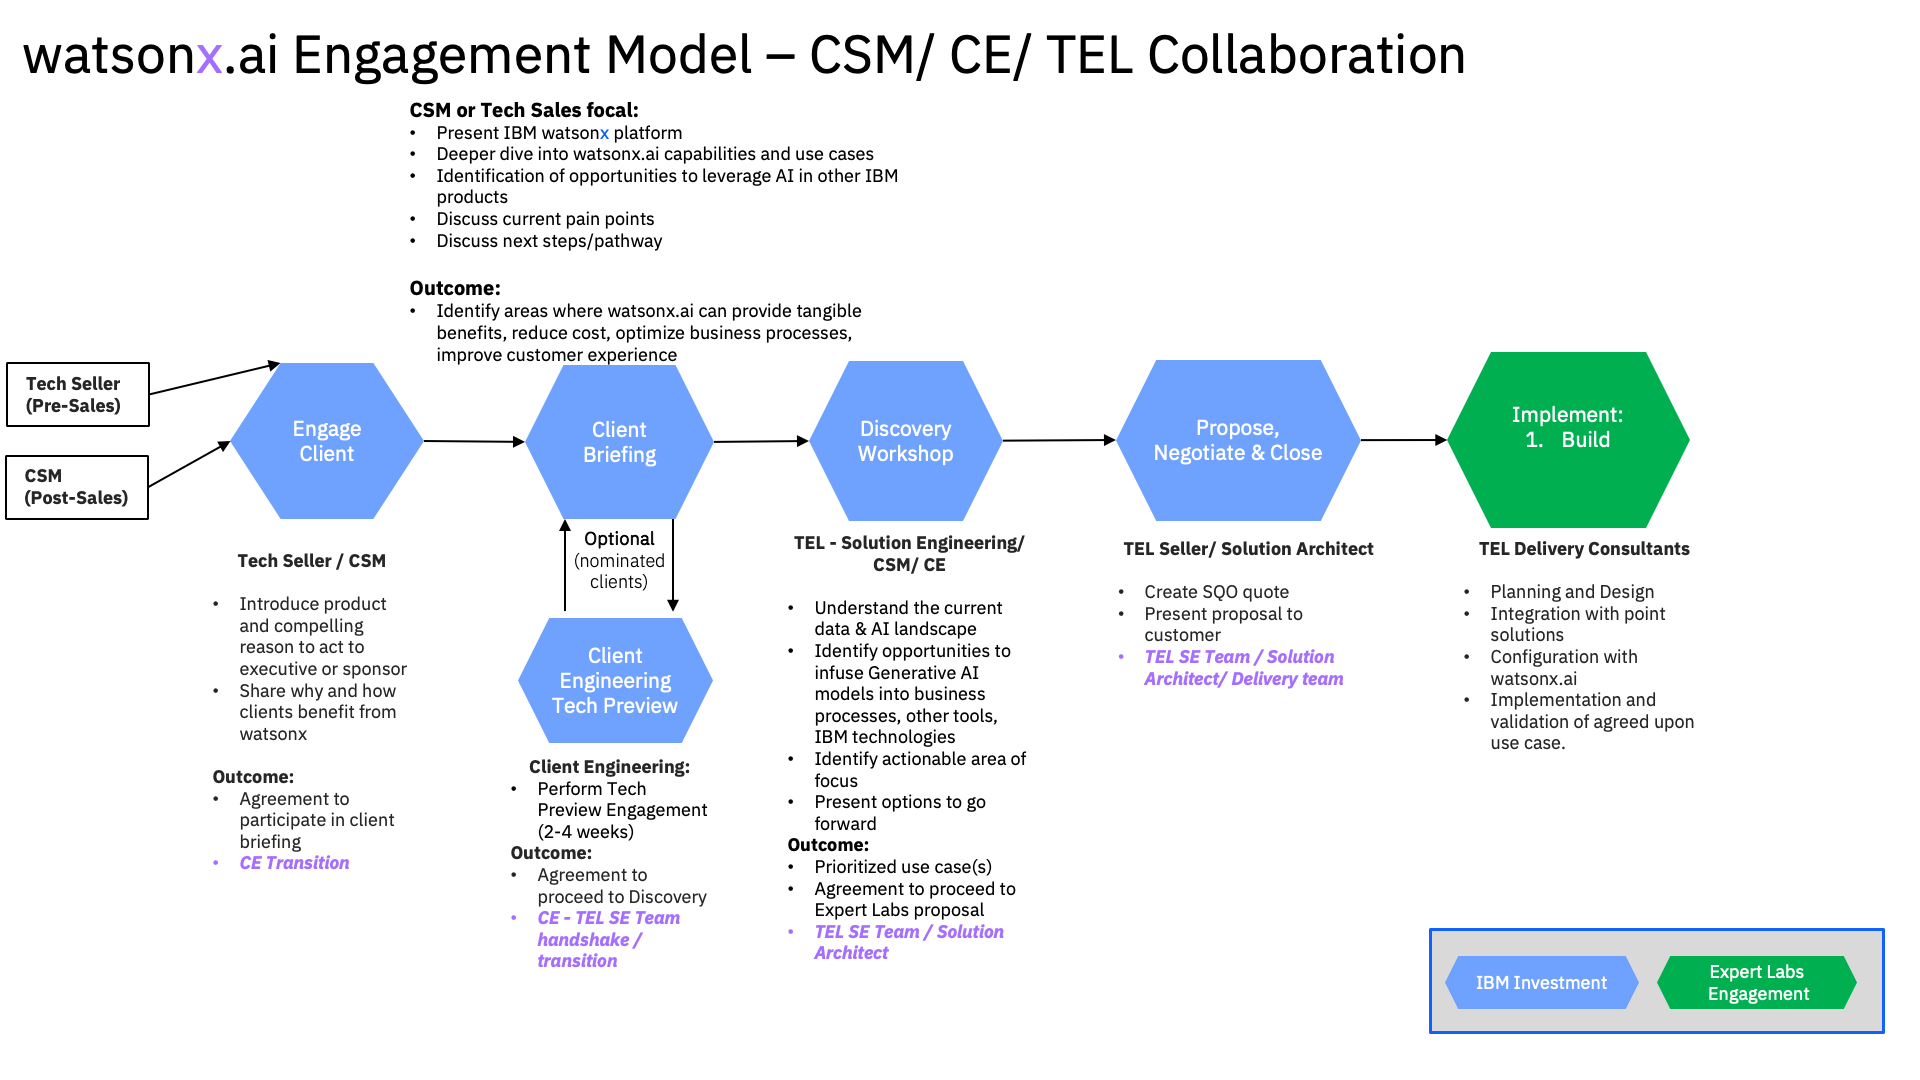 watsonx.ai Engagement Model – CSM/ CE/ TEL Collaboration
CSM or Tech Sales focal:
• Present IBM watsonx platform
• Deeper dive into watsonx.ai capabilities and use cases
• Identification of opportunities to leverage AI in other IBM
products
• Discuss current pain points
• Discuss next steps/pathway
Outcome:
• Identify areas where watsonx.ai can provide tangible
benefits, reduce cost, optimize business processes,
improve customer experience
Tech Seller
(Pre-Sales)
CSM
(Post-Sales)
Engage
Client
Client
Briefing
Discovery
Workshop
Propose,
Negotiate & Close
Implement:
1. Build
Tech Seller / CSM
• Introduce product
and compelling
reason to act to
executive or sponsor
• Share why and how
clients benefit from
watsonx
Outcome:
• Agreement to
participate in client
briefing
• CE Transition
Optional
(nominated
clients)
Client
Engineering
Tech Preview
Client Engineering:
• Perform Tech
Preview Engagement
(2-4 weeks)
Outcome:
• Agreement to
proceed to Discovery
• CE - TEL SE Team
handshake /
transition
TEL - Solution Engineering/
CSM/ CE
• Understand the current
data & AI landscape
• Identify opportunities to
infuse Generative AI
models into business
processes, other tools,
IBM technologies
• Identify actionable area of
focus
• Present options to go
forward
Outcome:
• Prioritized use case(s)
• Agreement to proceed to
Expert Labs proposal
• TEL SE Team / Solution
Architect
TEL Seller/ Solution Architect
• Create SQO quote
• Present proposal to
customer
• TEL SE Team / Solution
Architect/ Delivery team
TEL Delivery Consultants
• Planning and Design
• Integration with point
solutions
• Configuration with
watsonx.ai
• Implementation and
validation of agreed upon
use case.
IBM Investment
Expert Labs
Engagement